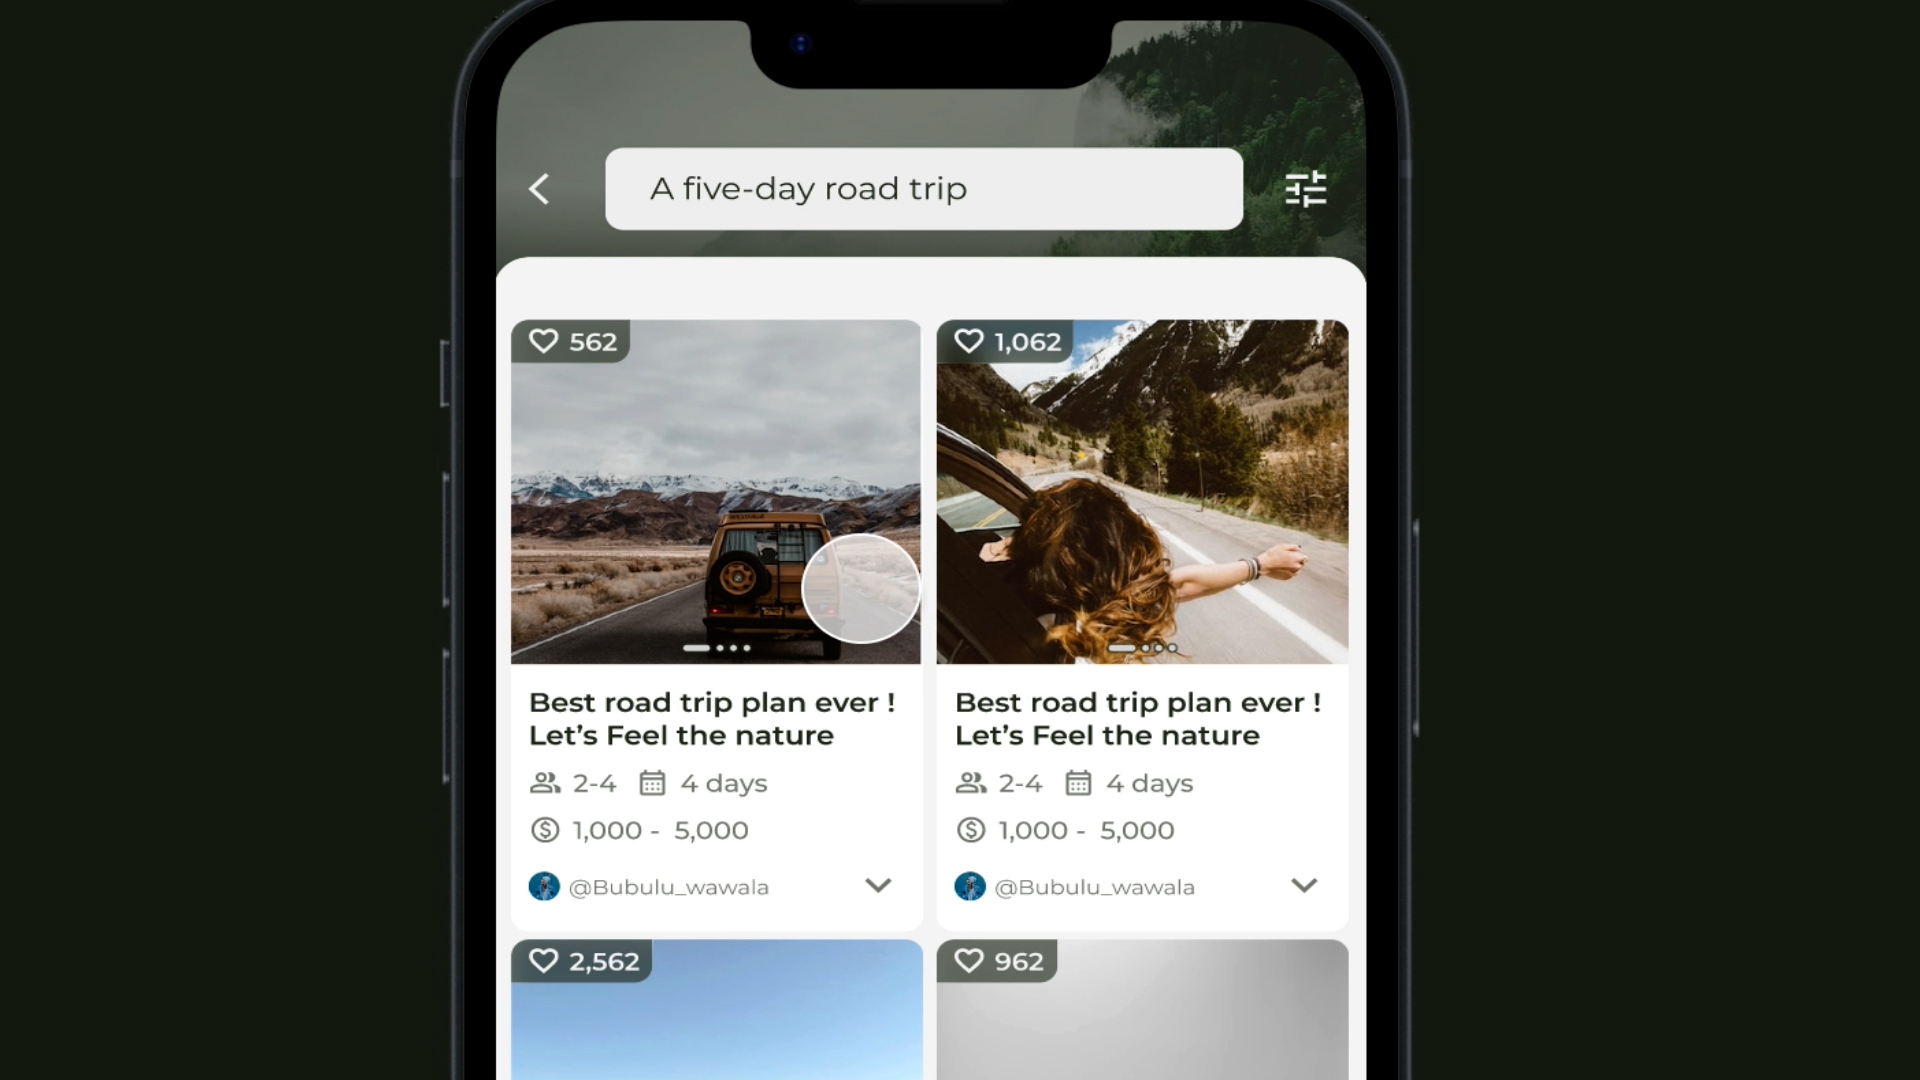 A five-day road trip
562
1,062
Best road trip plan ever !
Let’s Feel the nature
2-4 4 days
1,000 - 5,000
@Bubulu_wawala
Best road trip plan ever !
Let’s Feel the nature
2-4 4 days
1,000 - 5,000
@Bubulu_wawala
2,562
962